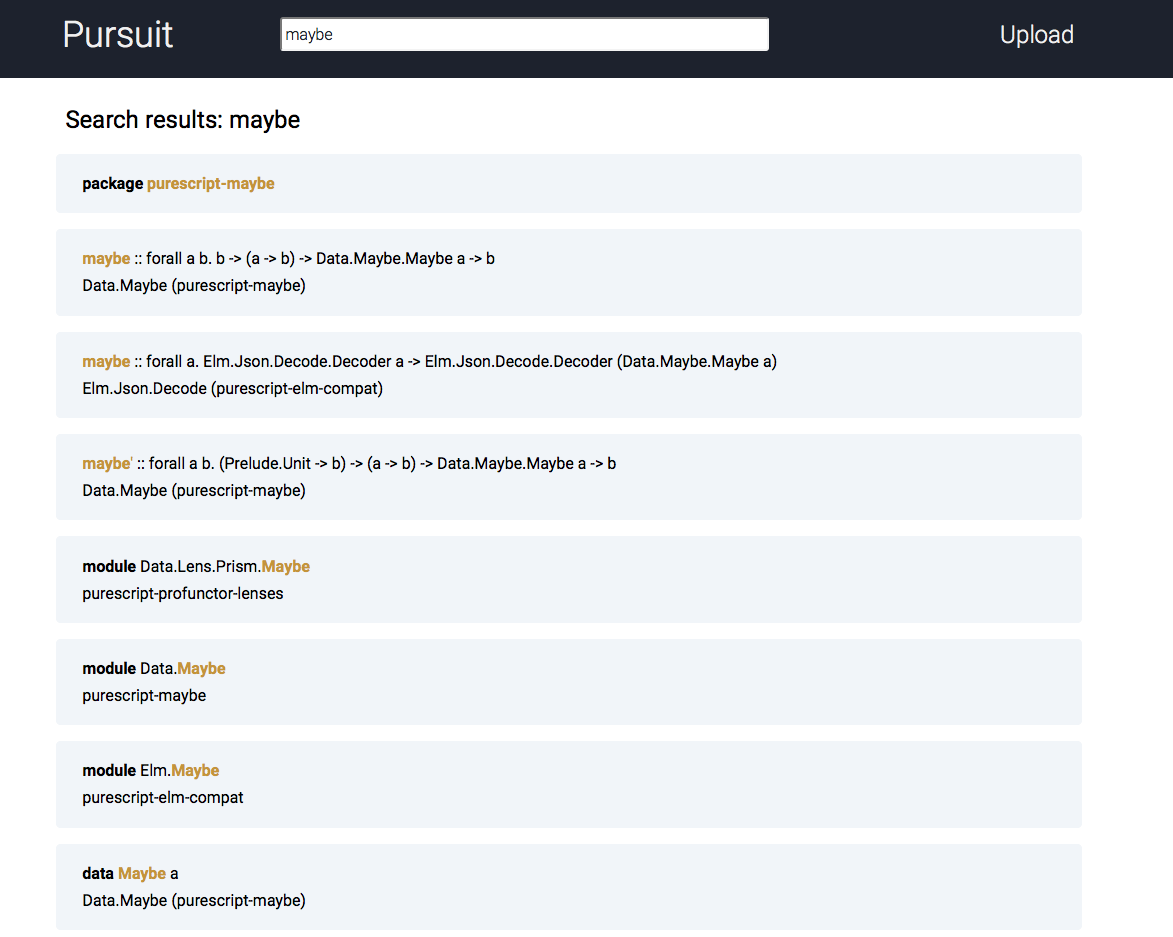 Pursuit
maybe
Upload
Search results: maybe
package purescript-maybe
maybe :: forall a b. b -> (a -> b) -> Data.Maybe.Maybe a -> b
Data.Maybe (purescript-maybe)
maybe :: forall a. Elm.Json.Decode.Decoder a -> Elm.Json.Decode.Decoder (Data.Maybe.Maybe a)
Elm.Json.Decode (purescript-elm-compat)
maybe' :: forall a b. (Prelude.Unit -> b) -> (a -> b) -> Data.Maybe.Maybe a -> b
Data.Maybe (purescript-maybe)
module Data.Lens.Prism.Maybe
purescript-profunctor-lenses
module Data.Maybe
purescript-maybe
module Elm.Maybe
purescript-elm-compat
data Maybe a
Data.Maybe (purescript-maybe)